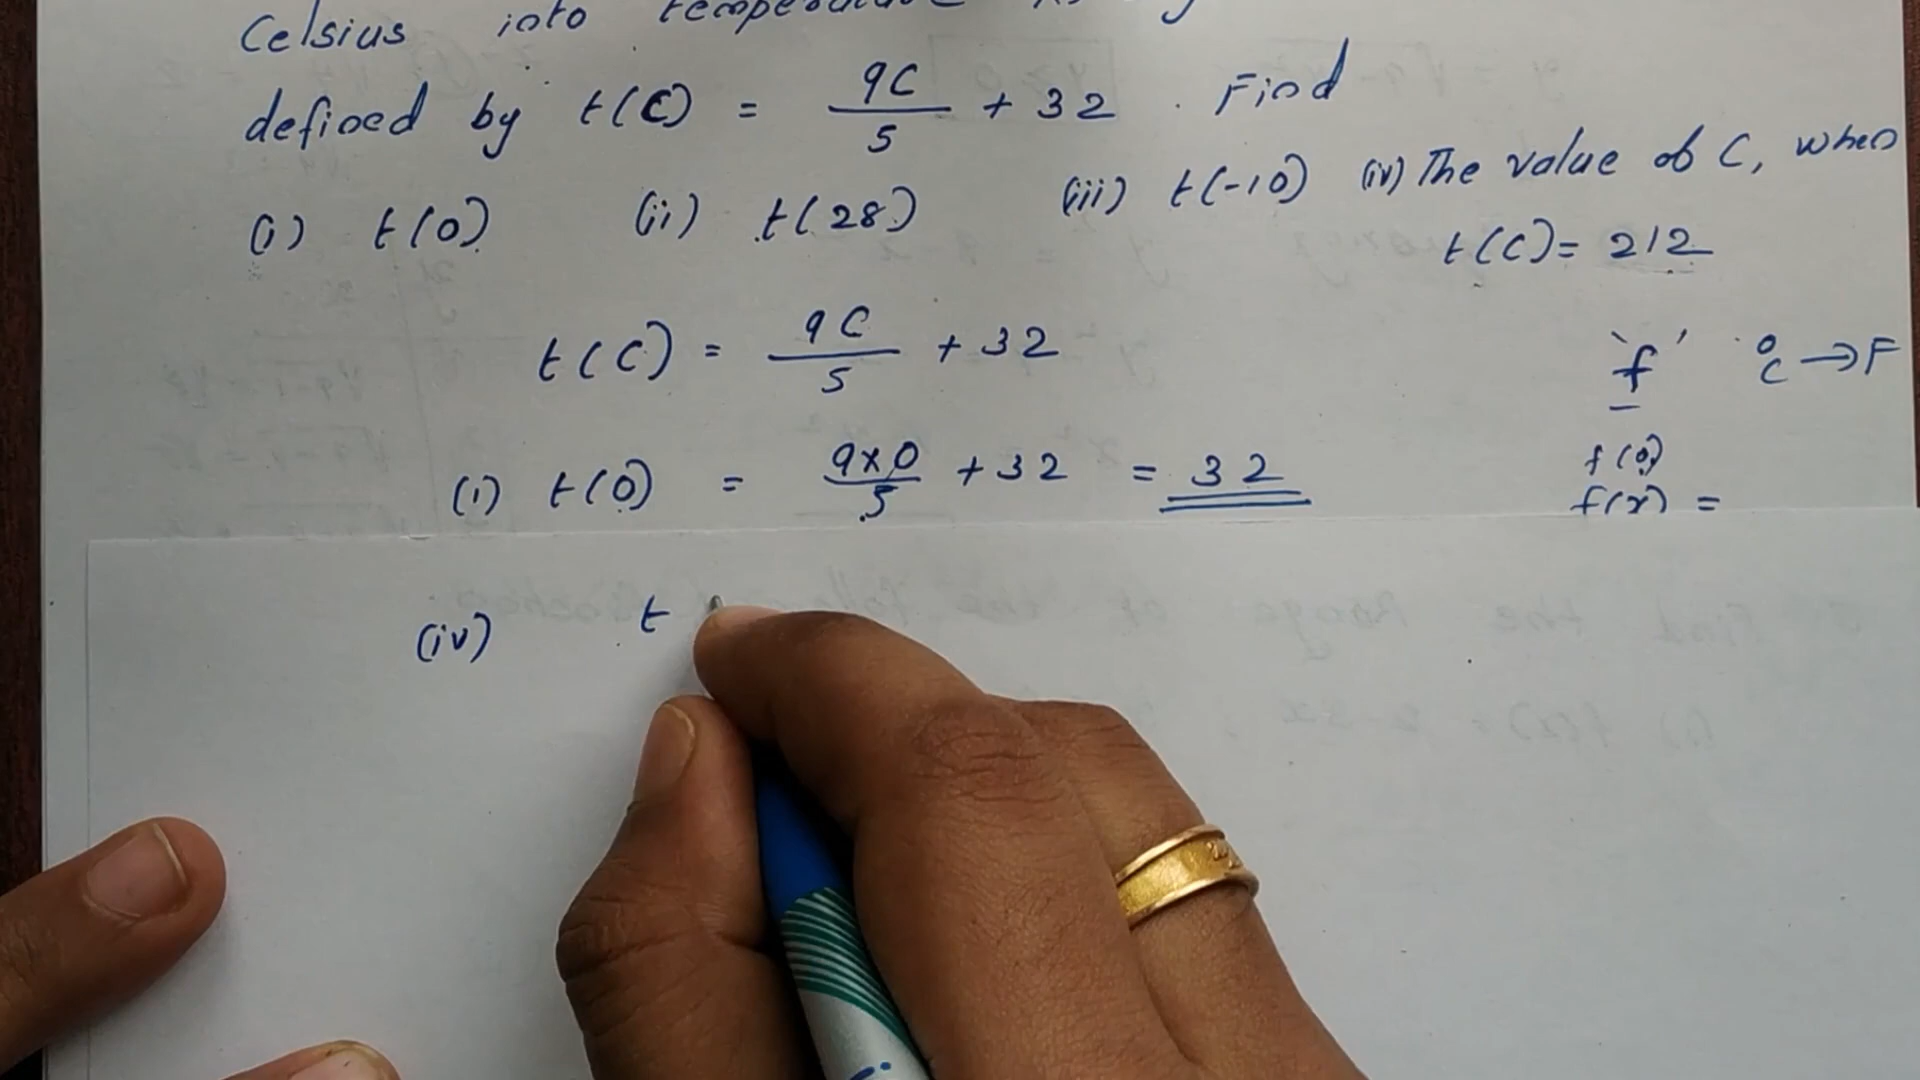 Celsius into temperature
defined by t(C) = 9C/5 + 32 . Find
(i) t(0) (ii) t(28) (iii) t(-10) (iv) The value of C, when
t(C) = 212
t(C) = 9C/5 + 32
'f' °C → F
(i) t(0) = 9×0/5 + 32 = 32
f(0)
f(x) =
(iv) t